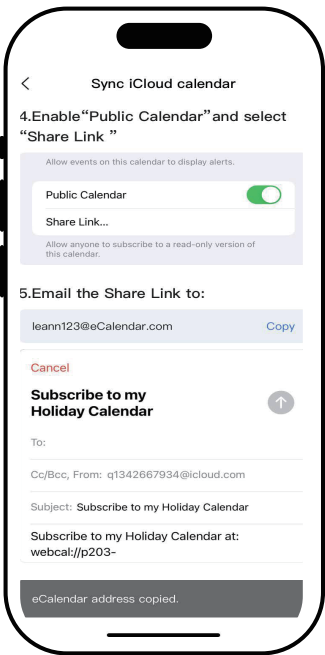 Sync iCloud calendar
4.Enable“Public Calendar”and select
“Share Link ”
Allow events on this calendar to display alerts.
Public Calendar
Share Link...
Allow anyone to subscribe to a read-only version of
this calendar.
5.Email the Share Link to:
leann123@eCalendar.com Copy
Cancel
Subscribe to my
Holiday Calendar
To:
Cc/Bcc, From: q1342667934@icloud.com
Subject: Subscribe to my Holiday Calendar
Subscribe to my Holiday Calendar at:
webcal://p203-
eCalendar address copied.